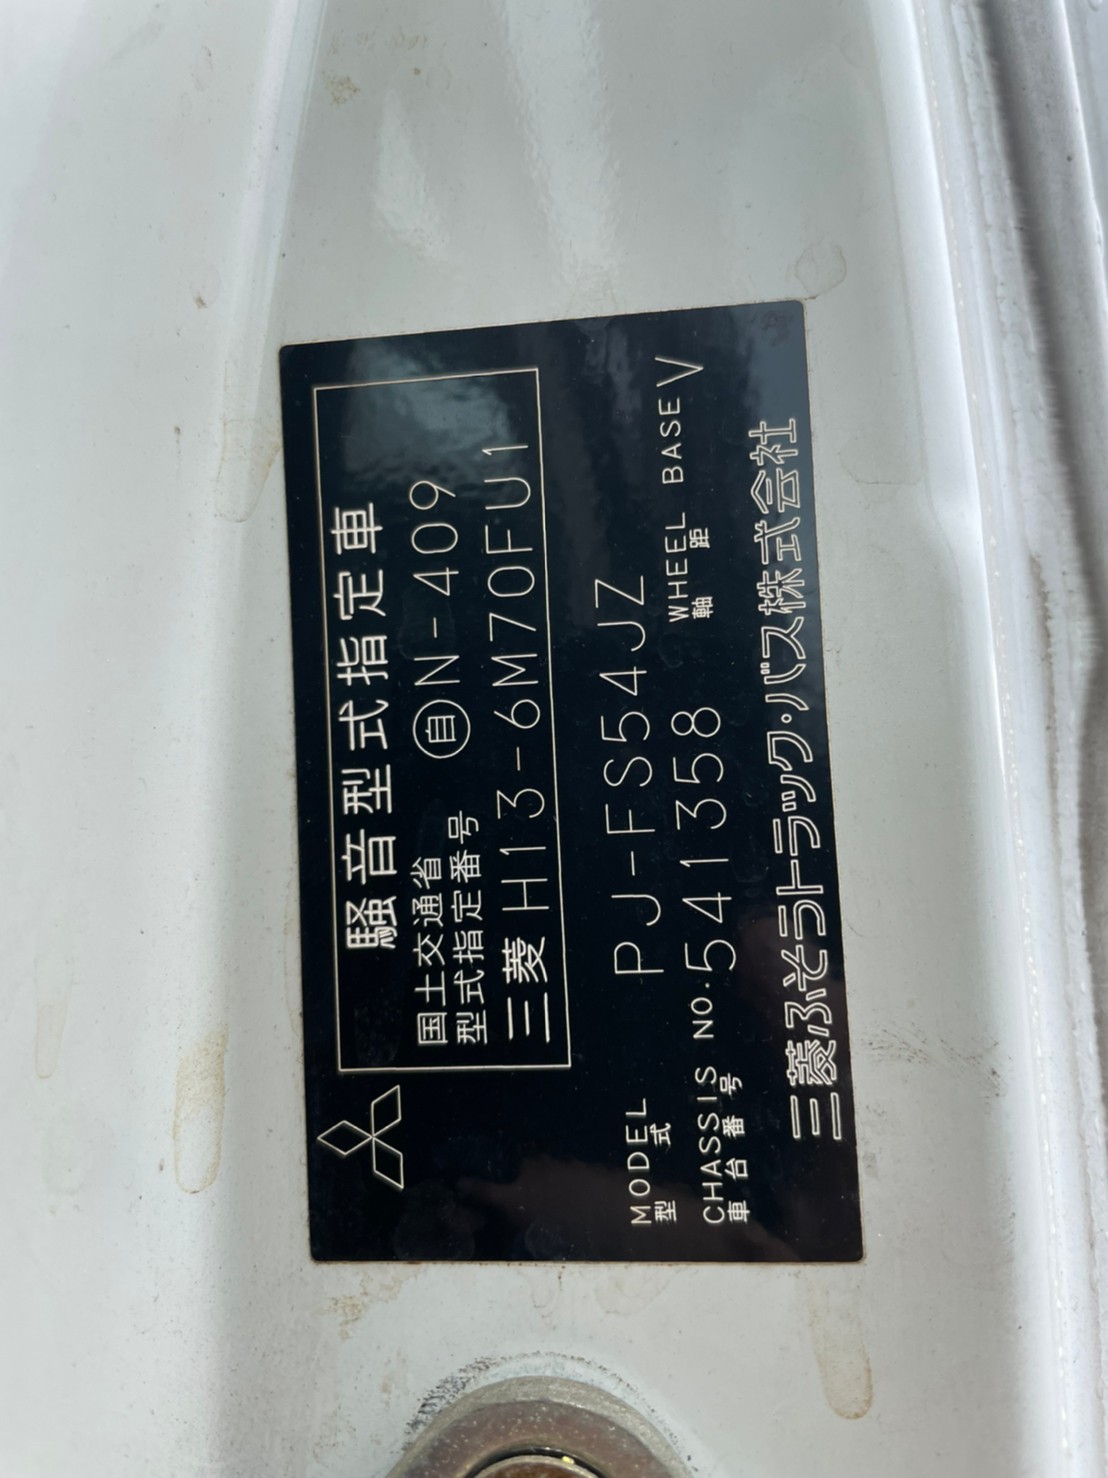 騒音型式指定車
国土交通省
型式指定番号
自 N-409
三菱 H13-6M70FU1
MODEL
型式
PJ-FS54JZ
CHASSIS NO.
車台番号
541358
WHEEL BASE
軸距
V
三菱ふそうトラック・バス株式会社